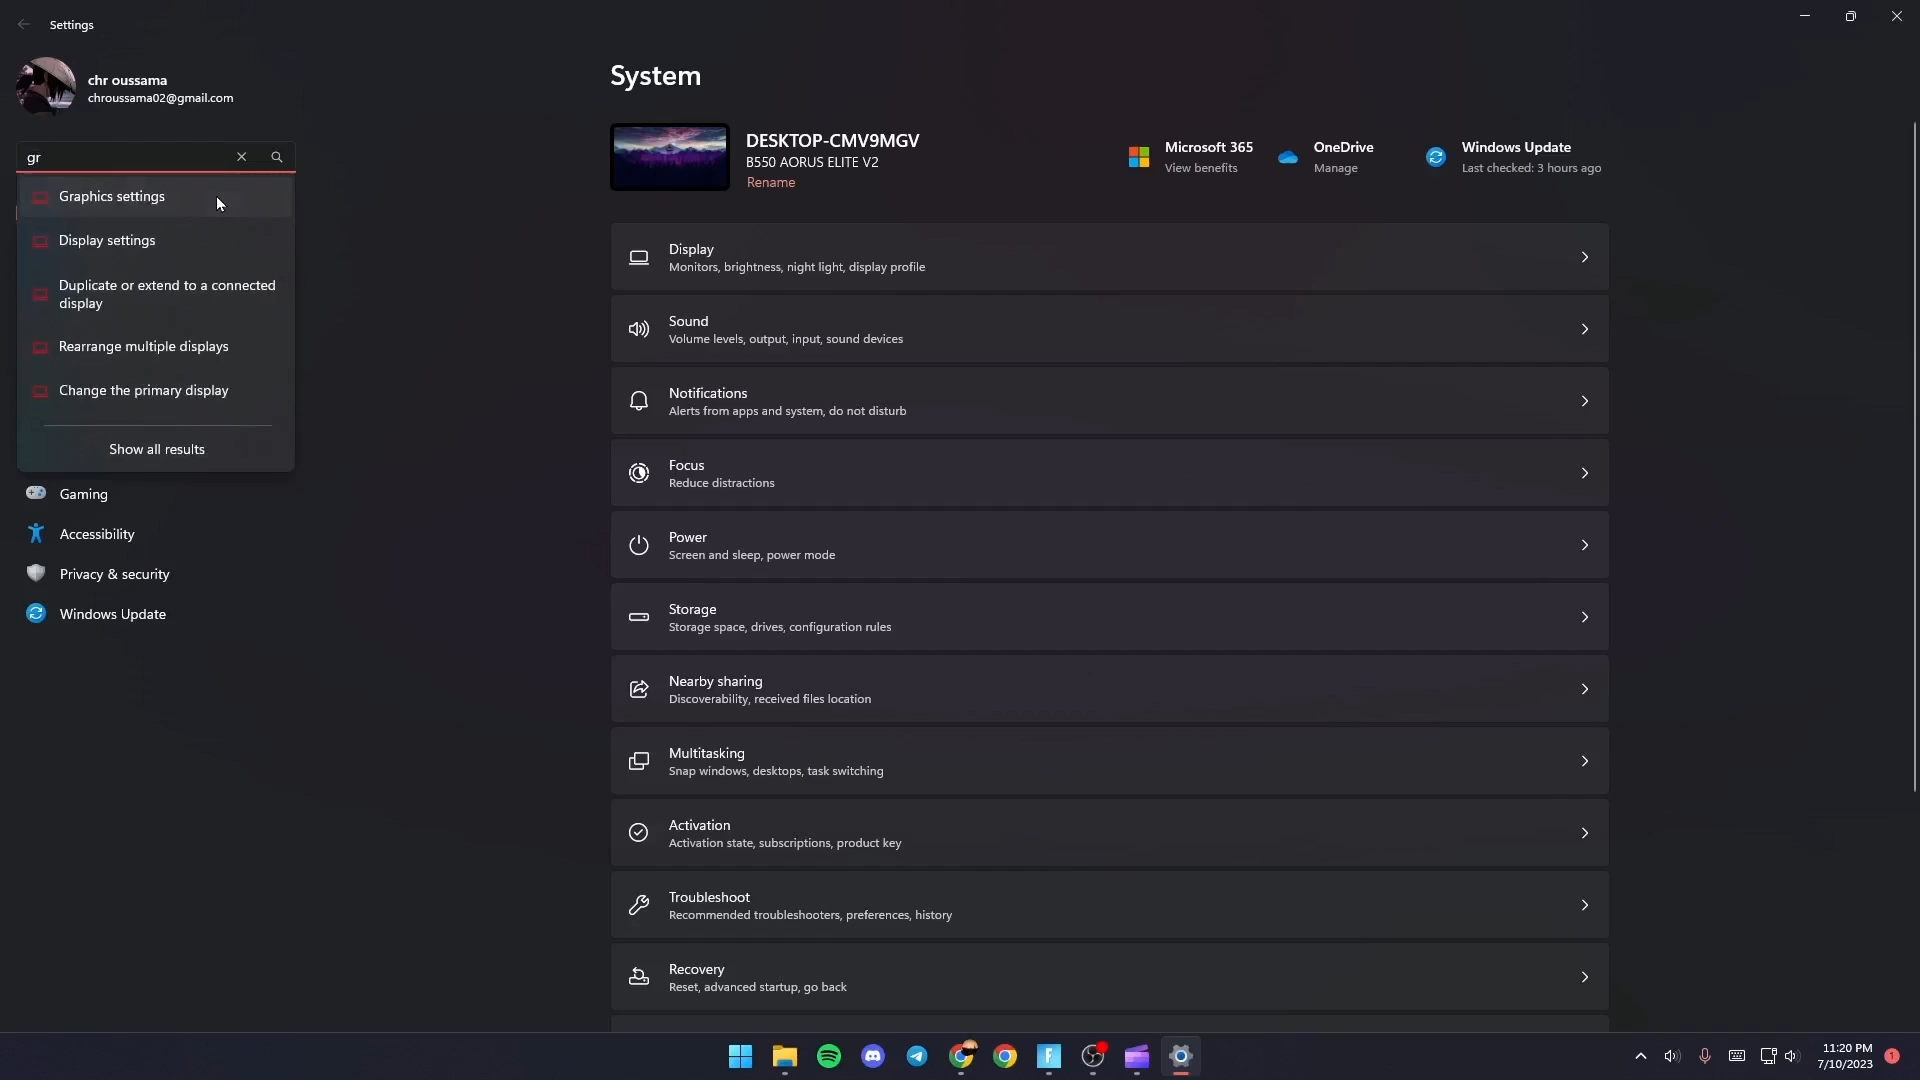 Settings
chr oussama
chroussama02@gmail.com
gr
Graphics settings
Display settings
Duplicate or extend to a connected
display
Rearrange multiple displays
Change the primary display
Show all results
Gaming
Accessibility
Privacy & security
Windows Update
System
DESKTOP-CMV9MGV
B550 AORUS ELITE V2
Rename
Microsoft 365
View benefits
OneDrive
Manage
Windows Update
Last checked: 3 hours ago
Display
Monitors, brightness, night light, display profile
Sound
Volume levels, output, input, sound devices
Notifications
Alerts from apps and system, do not disturb
Focus
Reduce distractions
Power
Screen and sleep, power mode
Storage
Storage space, drives, configuration rules
Nearby sharing
Discoverability, received files location
Multitasking
Snap windows, desktops, task switching
Activation
Activation state, subscriptions, product key
Troubleshoot
Recommended troubleshooters, preferences, history
Recovery
Reset, advanced startup, go back
11:20 PM
7/10/2023
1